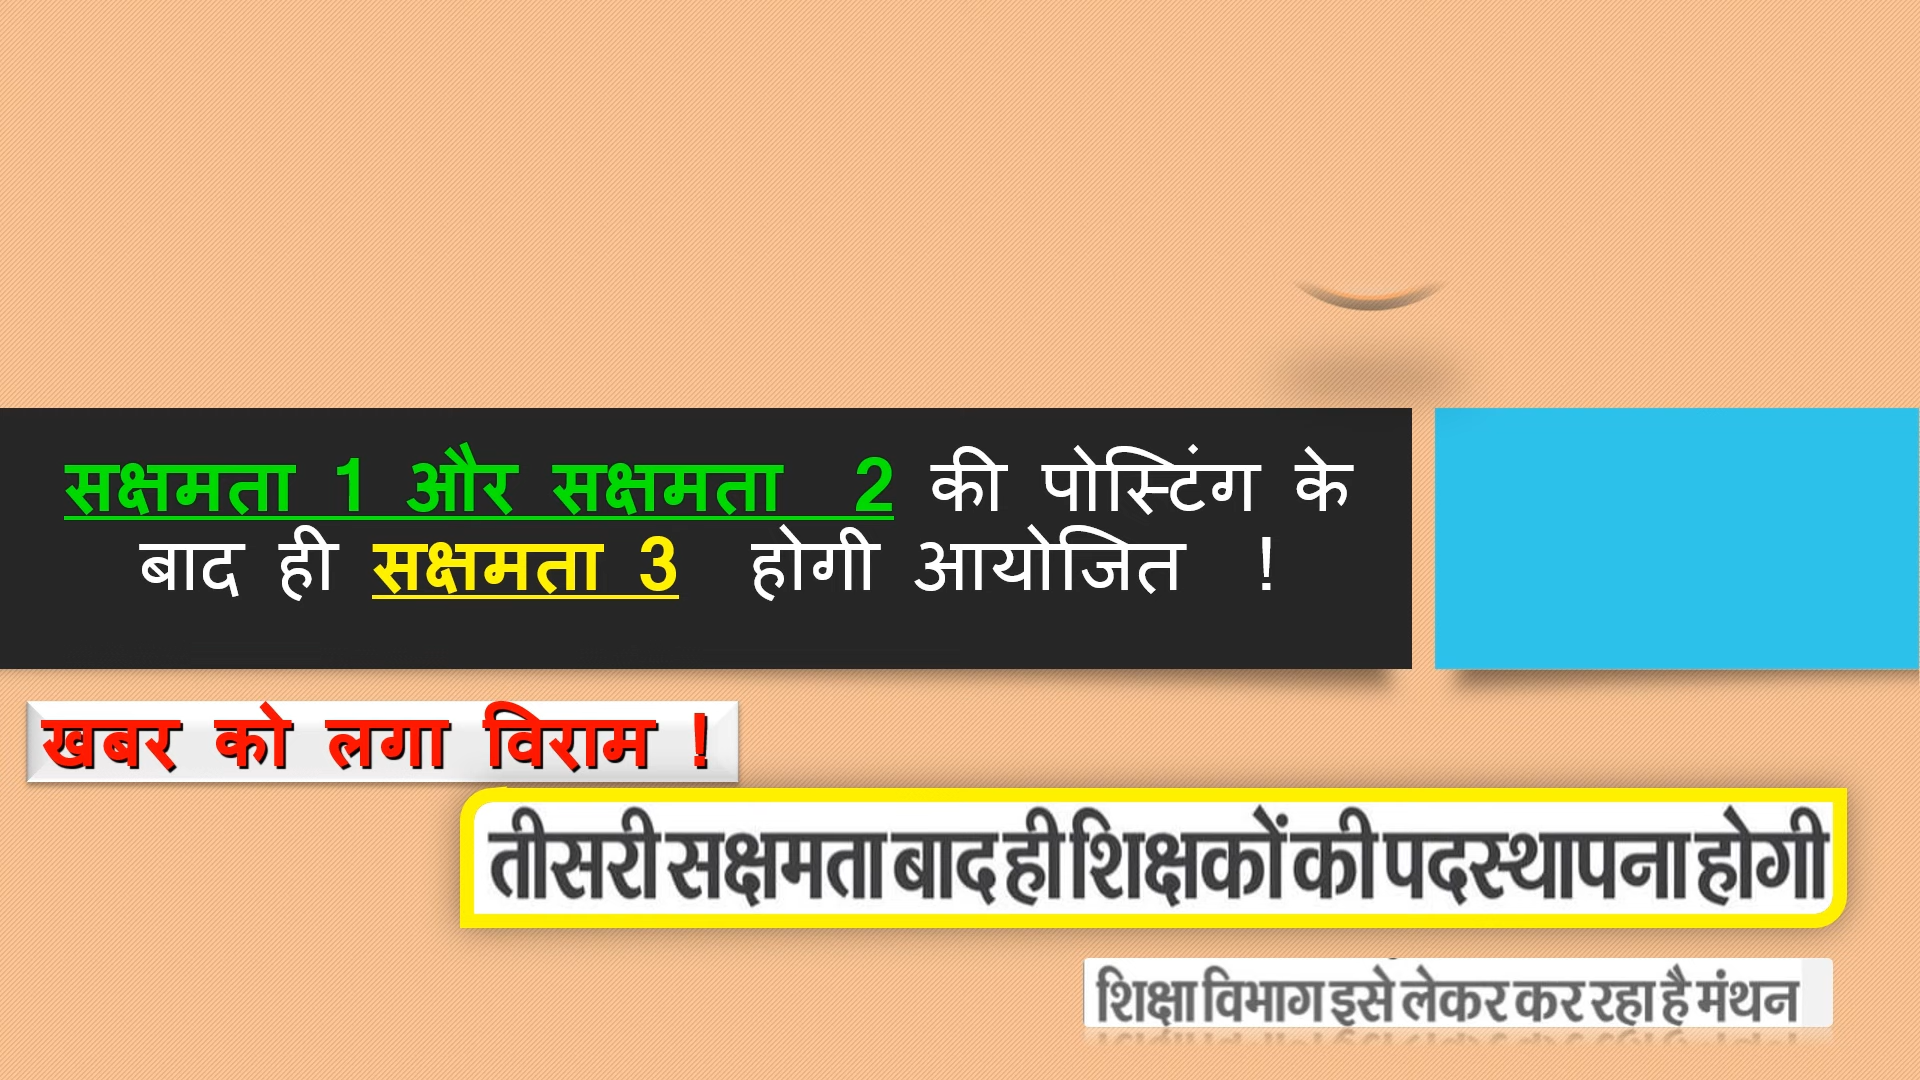 सक्षमता 1 और सक्षमता 2 की पोस्टिंग के
बाद ही सक्षमता 3 होगी आयोजित !
खबर को लगा विराम !
तीसरी सक्षमता बाद ही शिक्षकों की पदस्थापना होगी
शिक्षा विभाग इसे लेकर कर रहा है मंथन